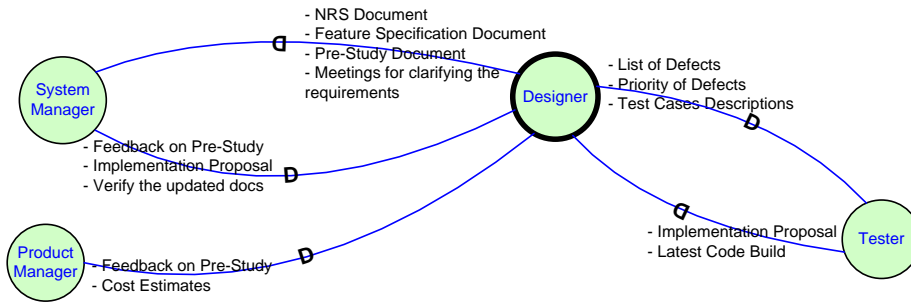 - NRS Document
- Feature Specification Document
- Pre-Study Document
- Meetings for clarifying the
requirements
D
System
Manager
Designer
- List of Defects
- Priority of Defects
- Test Cases Descriptions
D
- Feedback on Pre-Study
- Implementation Proposal
- Verify the updated docs
D
D
- Implementation Proposal
- Latest Code Build
Tester
Product
Manager
- Feedback on Pre-Study
- Cost Estimates
D